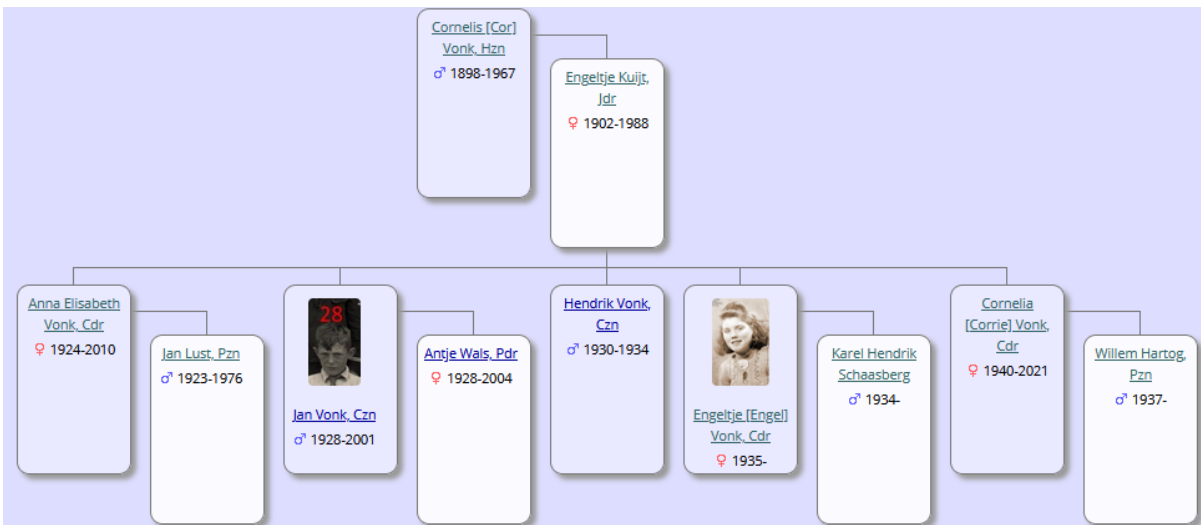 Cornelis [Cor]
Vonk, Hzn
♂ 1898-1967
Engeltje Kuijt,
Jdr
♀ 1902-1988
Anna Elisabeth
Vonk, Cdr
♀ 1924-2010
Jan Lust, Pzn
♂ 1923-1976
28
Jan Vonk, Czn
♂ 1928-2001
Antje Wals, Pdr
♀ 1928-2004
Hendrik Vonk,
Czn
♂ 1930-1934
Engeltje [Engel]
Vonk, Cdr
♀ 1935-
Karel Hendrik
Schaasberg
♂ 1934-
Cornelia
[Corrie] Vonk,
Cdr
♀ 1940-2021
Willem Hartog,
Pzn
♂ 1937-